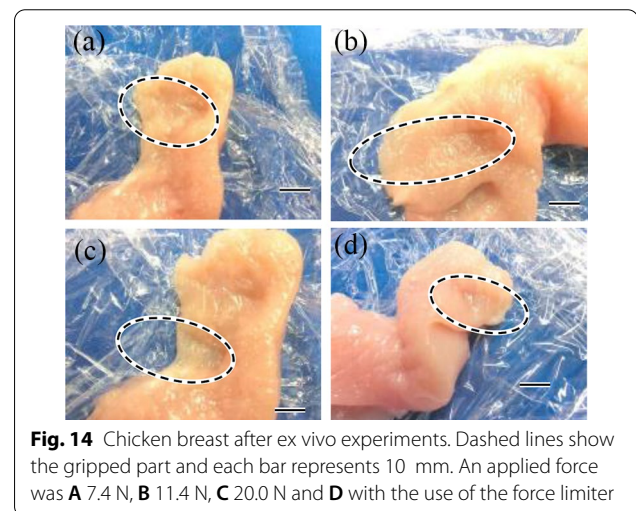 (a)
(b)
(c)
(d)
Fig. 14 Chicken breast after ex vivo experiments. Dashed lines show
the gripped part and each bar represents 10 mm. An applied force
was A 7.4 N, B 11.4 N, C 20.0 N and D with the use of the force limiter